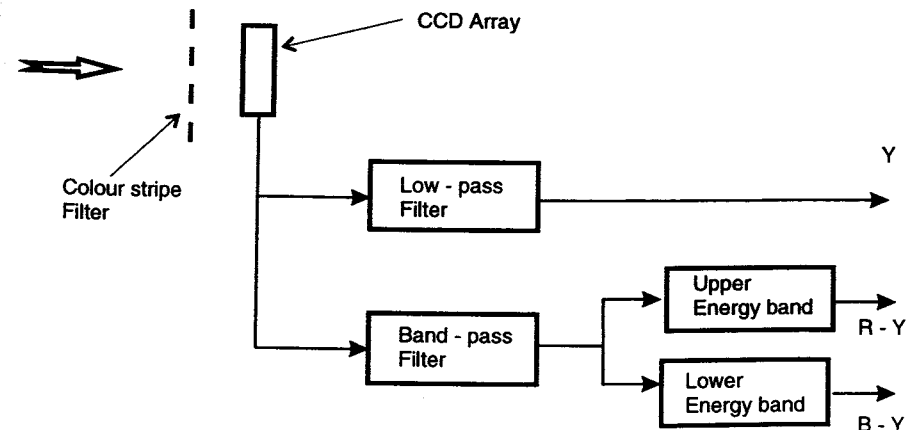 CCD Array
Colour stripe
Filter
Y
Low - pass
Filter
Upper
Energy band
R - Y
Band - pass
Filter
Lower
Energy band
B - Y